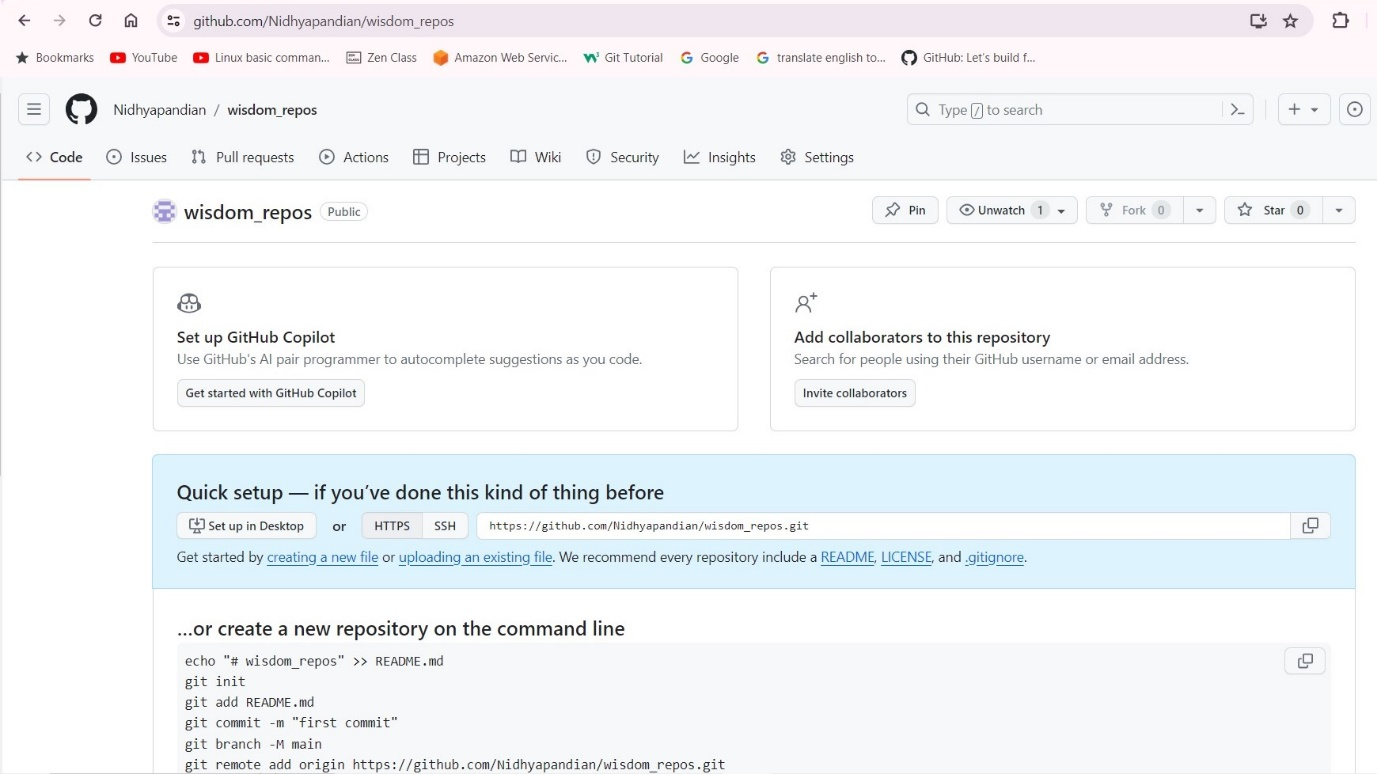 github.com/Nidhyapandian/wisdom_repos
Bookmarks YouTube Linux basic comman... Zen Class Amazon Web Servic... Git Tutorial Google translate english to... GitHub: Let's build f...
Nidhyapandian / wisdom_repos Type / to search
Code Issues Pull requests Actions Projects Wiki Security Insights Settings
wisdom_repos Public Pin Unwatch 1 Fork 0 Star 0
Set up GitHub Copilot
Use GitHub's AI pair programmer to autocomplete suggestions as you code.
Get started with GitHub Copilot
Add collaborators to this repository
Search for people using their GitHub username or email address.
Invite collaborators
Quick setup — if you've done this kind of thing before
Set up in Desktop or HTTPS SSH https://github.com/Nidhyapandian/wisdom_repos.git
Get started by creating a new file or uploading an existing file. We recommend every repository include a README, LICENSE, and .gitignore.
...or create a new repository on the command line
echo "# wisdom_repos" >> README.md
git init
git add README.md
git commit -m "first commit"
git branch -M main
git remote add origin https://github.com/Nidhyapandian/wisdom_repos.git